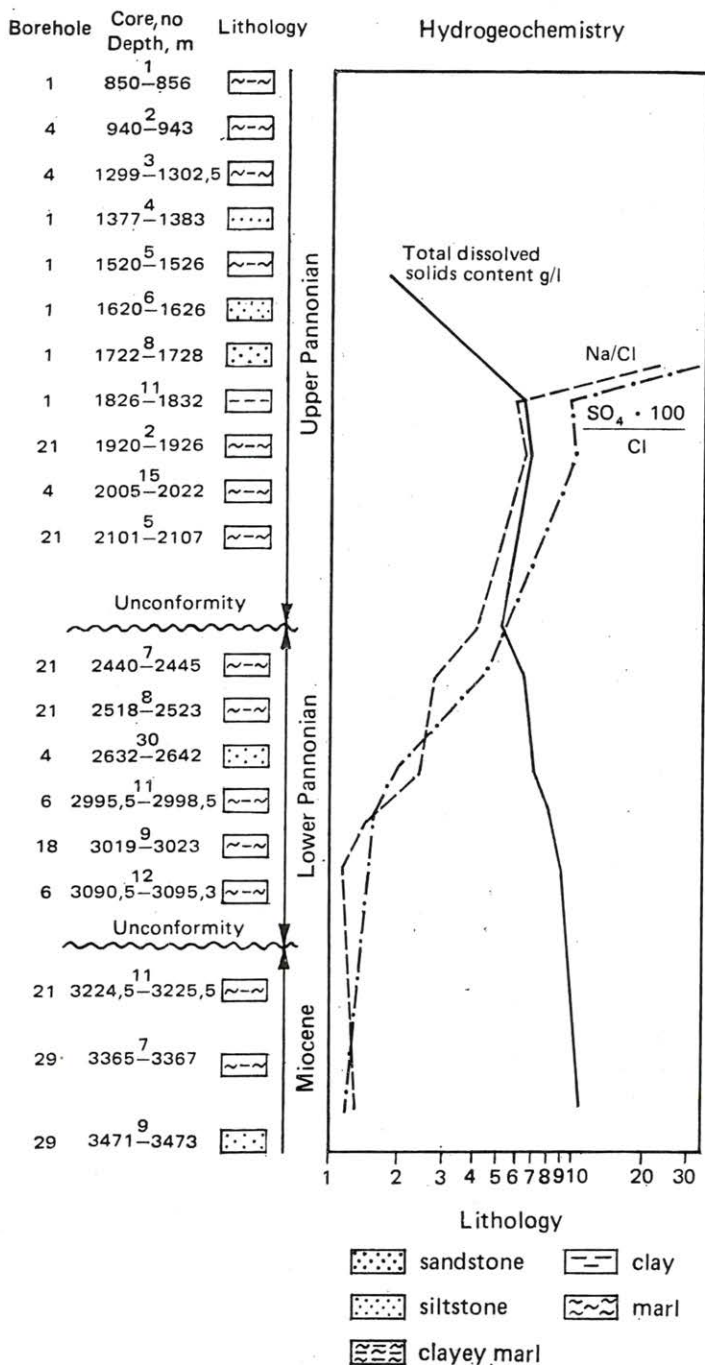 Borehole Core, no Lithology Hydrogeochemistry
Depth, m
1
1 850–856
2
4 940–943
3
4 1299–1302,5
4
1 1377–1383
5
1 1520–1526
6
1 1620–1626
8
1 1722–1728
11
1 1826–1832
2
21 1920–1926
15
4 2005–2022
5
21 2101–2107
Unconformity
7
21 2440–2445
8
21 2518–2523
30
4 2632–2642
11
6 2995,5–2998,5
9
18 3019–3023
12
6 3090,5–3095,3
Unconformity
11
21 3224,5–3225,5
7
29 3365–3367
9
29 3471–3473
Upper Pannonian
Lower Pannonian
Miocene
Total dissolved
solids content g/l
Na/Cl
SO₄ · 100
Cl
1 2 3 4 5 6 7 8 9 10 20 30
Lithology
sandstone clay
siltstone marl
clayey marl